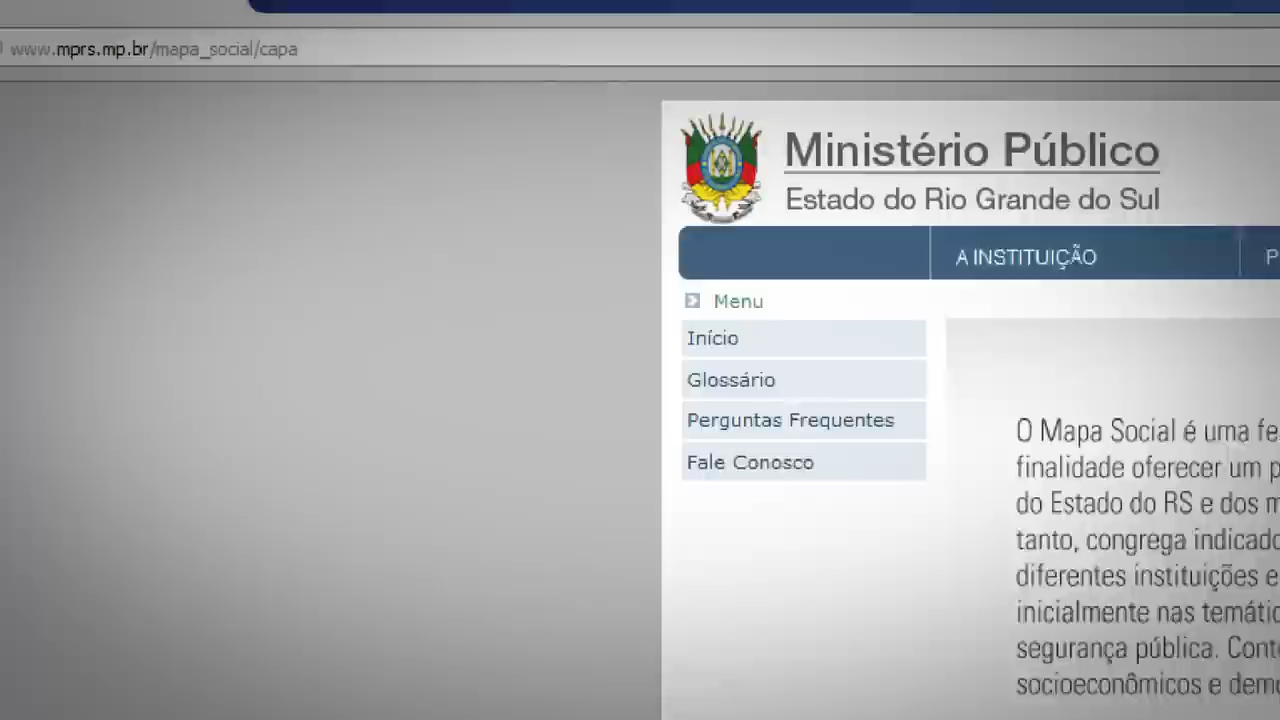 www.mprs.mp.br/mapa_social/capa
Ministério Público
Estado do Rio Grande do Sul
A INSTITUIÇÃO
Menu
Início
Glossário
Perguntas Frequentes
Fale Conosco
O Mapa Social é uma
finalidade oferecer um
do Estado do RS e dos
tanto, congrega
diferentes instituições e
inicialmente nas
segurança pública.
socioeconômicos e